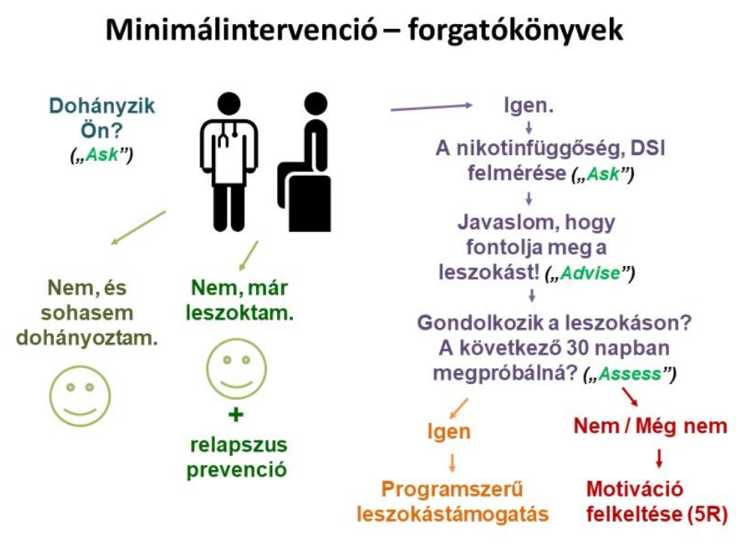 Minimálintervenció – forgatókönyvek
Dohányzik
Ön?
(„Ask”)
Nem, és
sohasem
dohányoztam.
Nem, már
leszoktam.
+
relapszus
prevenció
Igen.
A nikotinfüggőség, DSI
felmérése („Ask”)
Javaslom, hogy
fontolja meg a
leszokást! („Advise”)
Gondolkozik a leszokáson?
A következő 30 napban
megpróbálná? („Assess”)
Igen
Programszerű
leszokástámogatás
Nem / Még nem
Motiváció
felkeltése (5R)